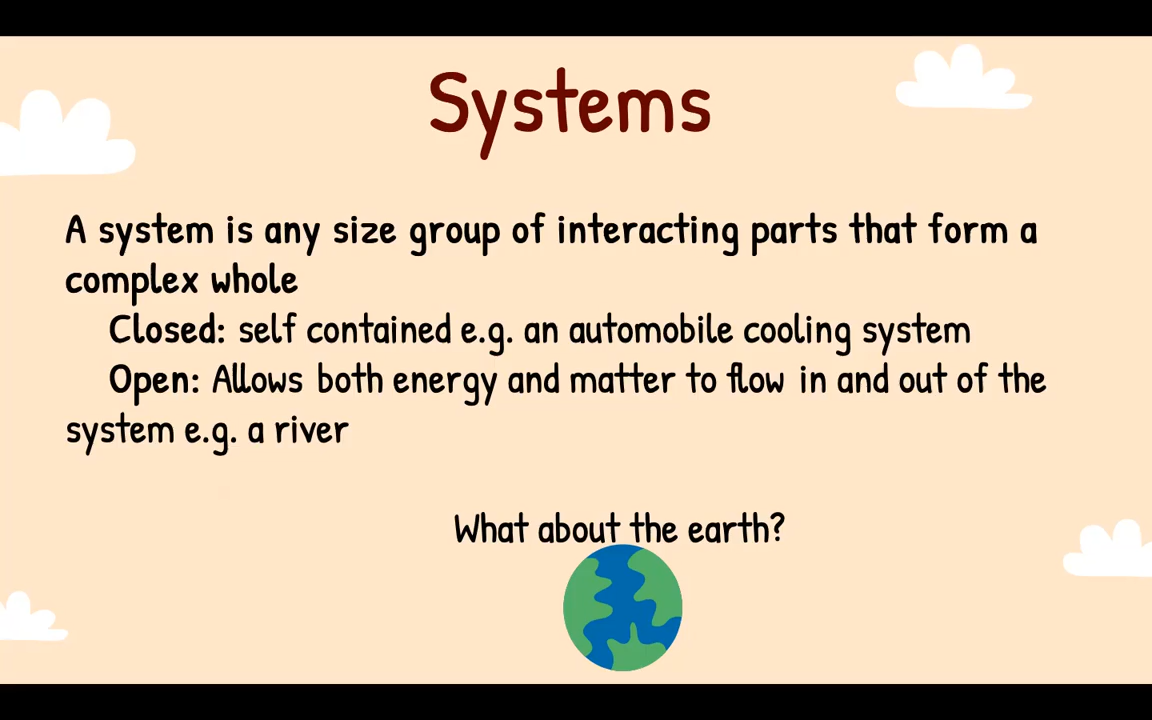 Systems
A system is any size group of interacting parts that form a
complex whole
Closed: self contained e.g. an automobile cooling system
Open: Allows both energy and matter to flow in and out of the
system e.g. a river
What about the earth?